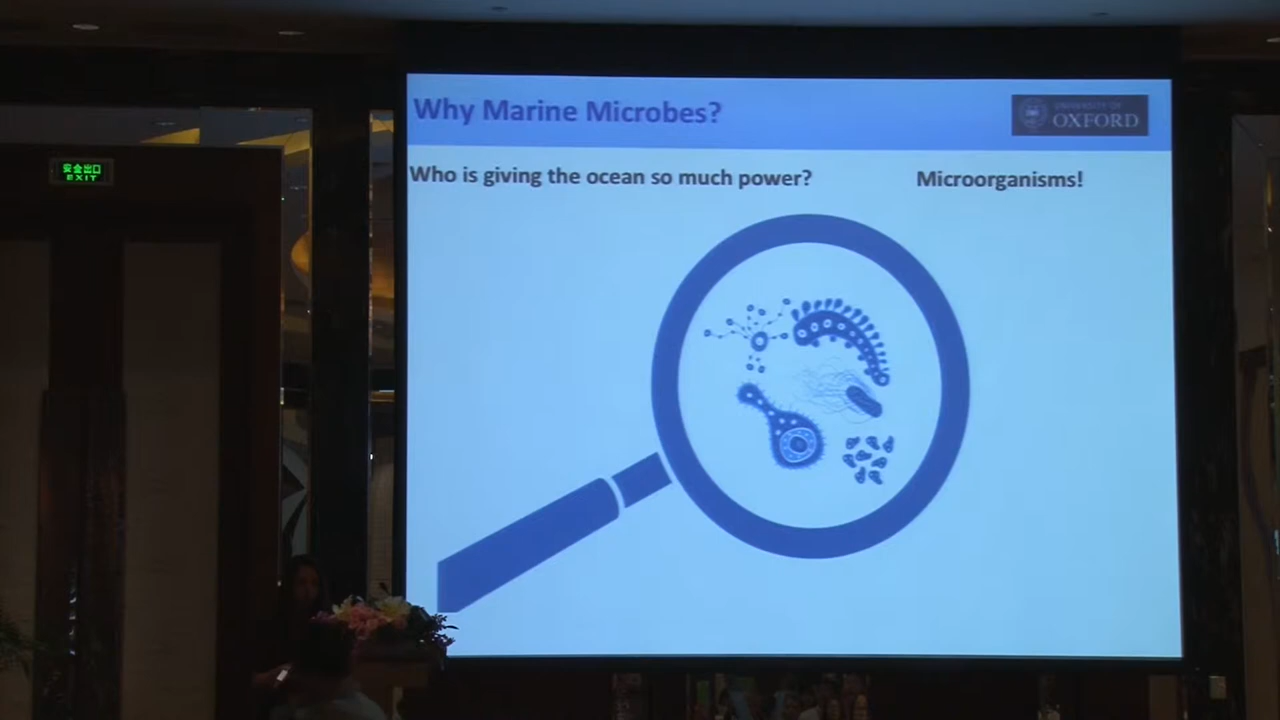 Why Marine Microbes?
UNIVERSITY OF
OXFORD
Who is giving the ocean so much power?
Microorganisms!
安全出口
EXIT